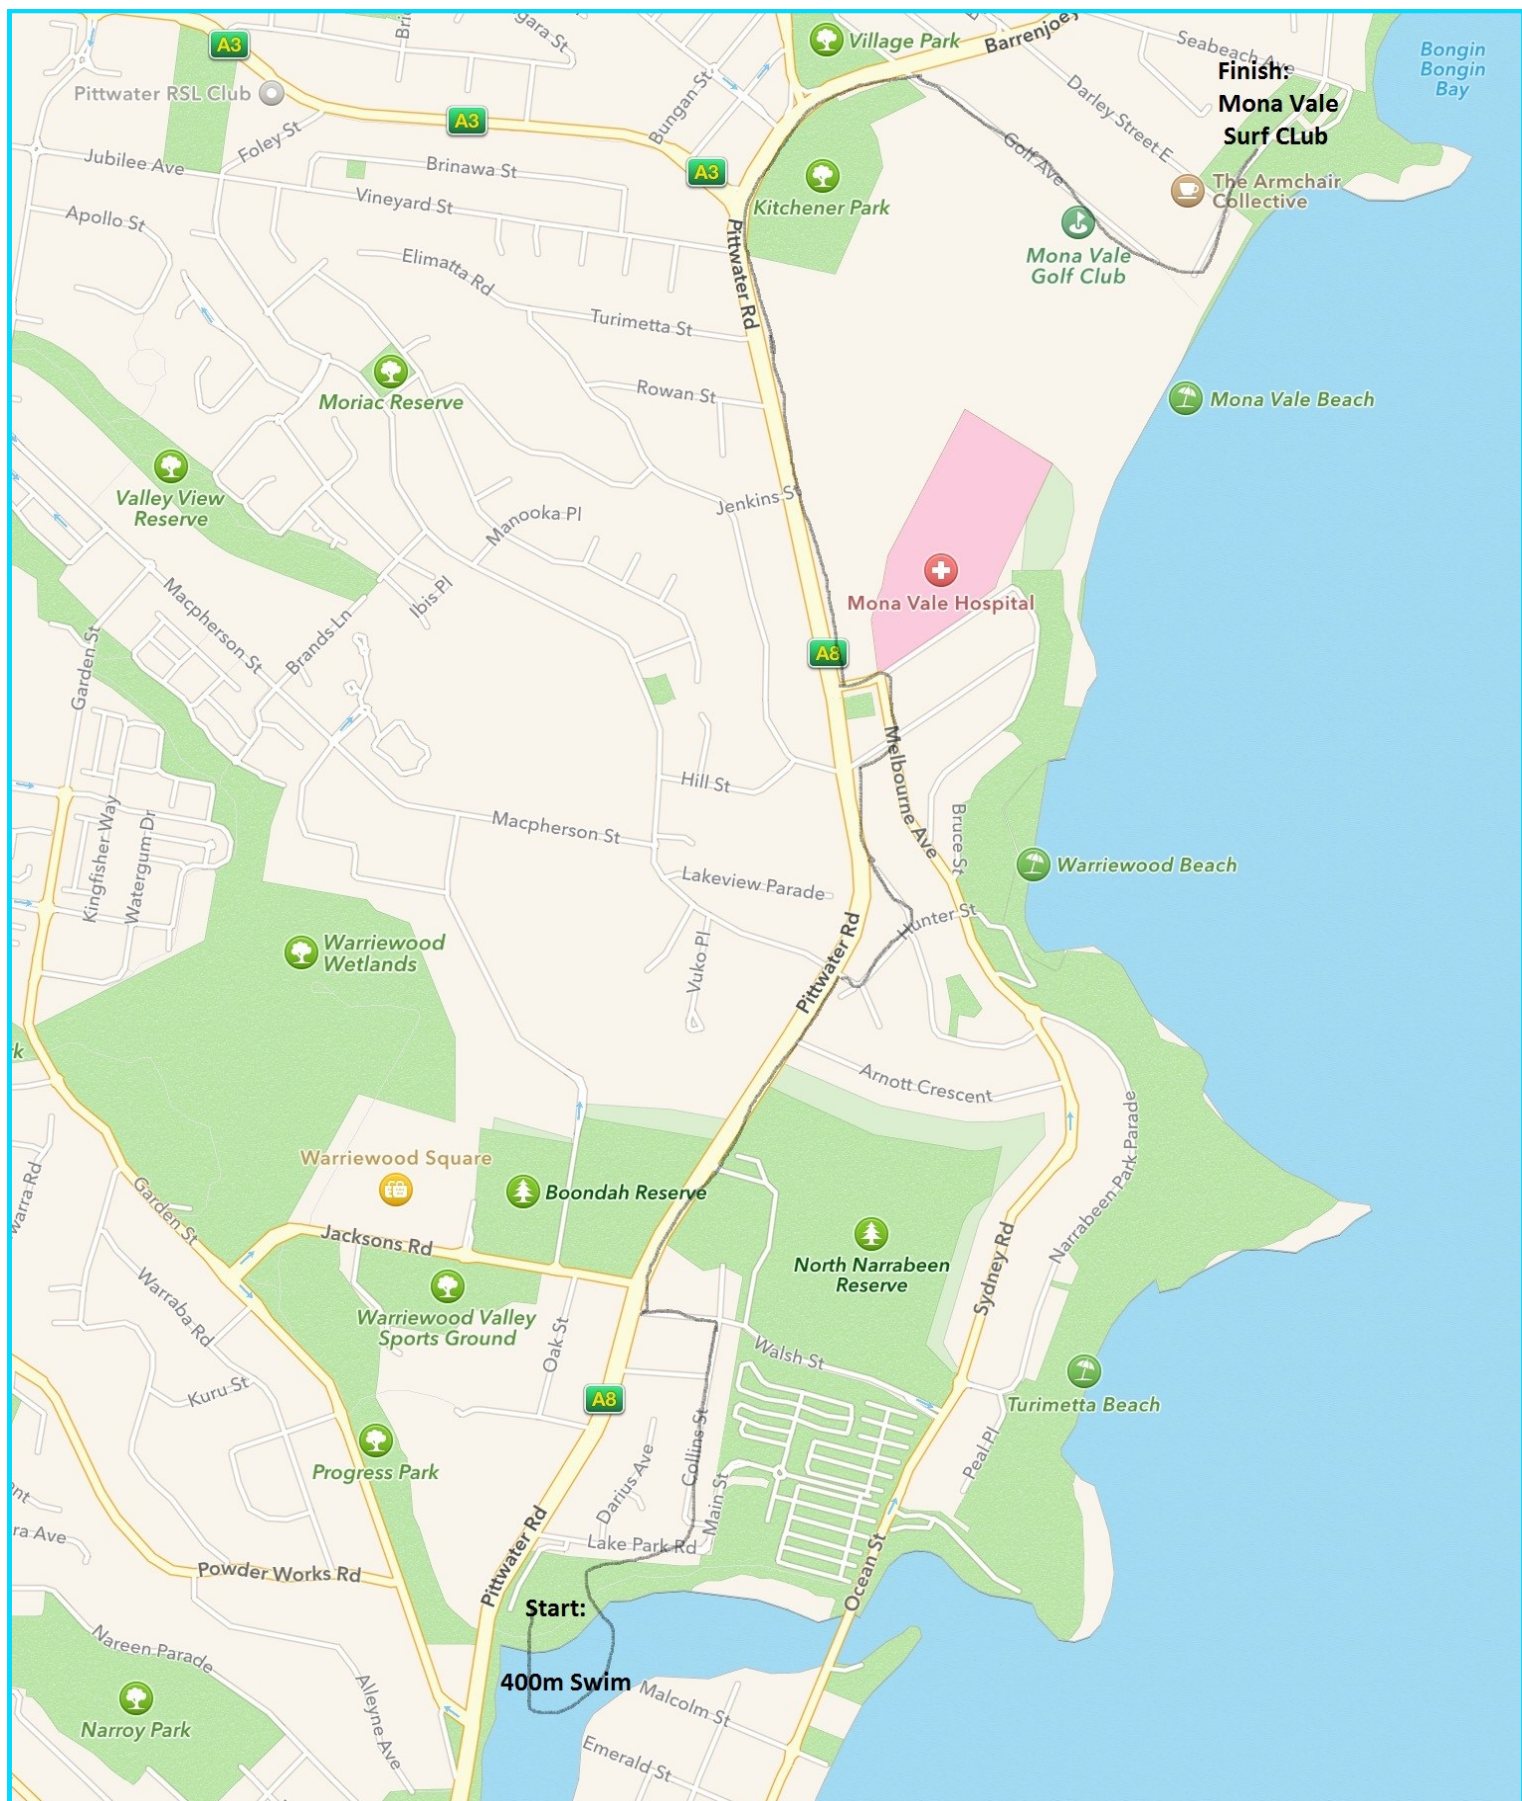 A3
Village Park
Barrenjoey
Seabeach Ave
Bongin
Bongin
Bay
Finish:
Mona Vale
Surf CLub
Pittwater RSL Club
A3
Bungan St
Darley Street E
Foley St
Jubilee Ave
Brinawa St
A3
Kitchener Park
Golf Ave
The Armchair
Collective
Vineyard St
Apollo St
Pittwater Rd
Mona Vale
Golf Club
Elimatta Rd
Turimetta St
Moriac Reserve
Rowan St
Mona Vale Beach
Valley View
Reserve
Jenkins St
Manooka Pl
Mona Vale Hospital
Ibis Pl
Macpherson St
Brands Ln
Garden St
A8
Melbourne Ave
Hill St
Macpherson St
Kingfisher Way
Watergum Dr
Bruce St
Warriewood Beach
Lakeview Parade
Hunter St
Warriewood
Wetlands
Vuko Pl
Pittwater Rd
Arnott Crescent
Narrabeen Park Parade
Warriewood Square
Boondah Reserve
Garden St
Jacksons Rd
North Narrabeen
Reserve
Sydney Rd
Warraba Rd
Warriewood Valley
Sports Ground
Oak St
Walsh St
Kuru St
A8
Turimetta Beach
Collins St
Peal Pl
Progress Park
Darius Ave
Main St
Pittwater Rd
Lake Park Rd
Powder Works Rd
Ocean St
Start:
Nareen Parade
400m Swim
Malcolm St
Alleyne Ave
Narroy Park
Emerald St